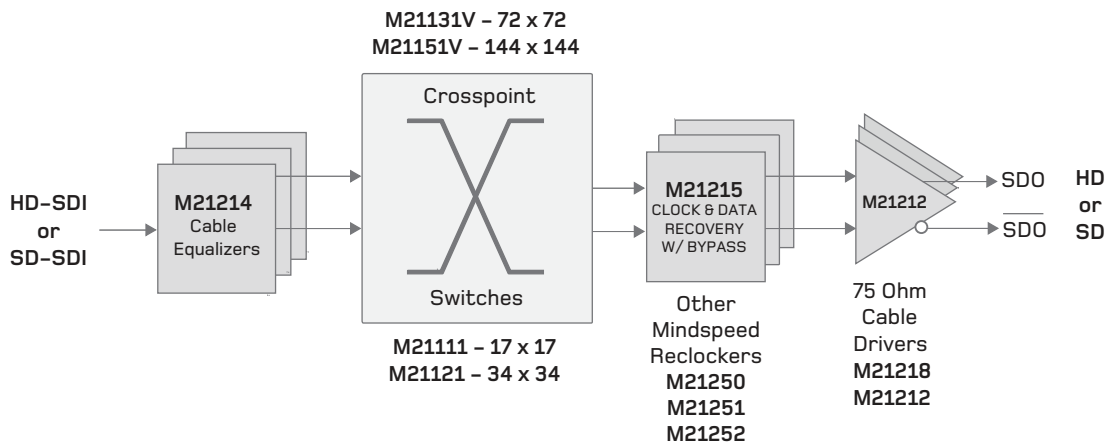 M21131V – 72 x 72
M21151V – 144 x 144
HD-SDI
or
SD-SDI
M21214
Cable
Equalizers
Crosspoint
Switches
M21111 – 17 x 17
M21121 – 34 x 34
M21215
CLOCK & DATA
RECOVERY
W/ BYPASS
Other
Mindspeed
Reclockers
M21250
M21251
M21252
M21212
75 Ohm
Cable
Drivers
M21218
M21212
SDO
SDO
HD
or
SD